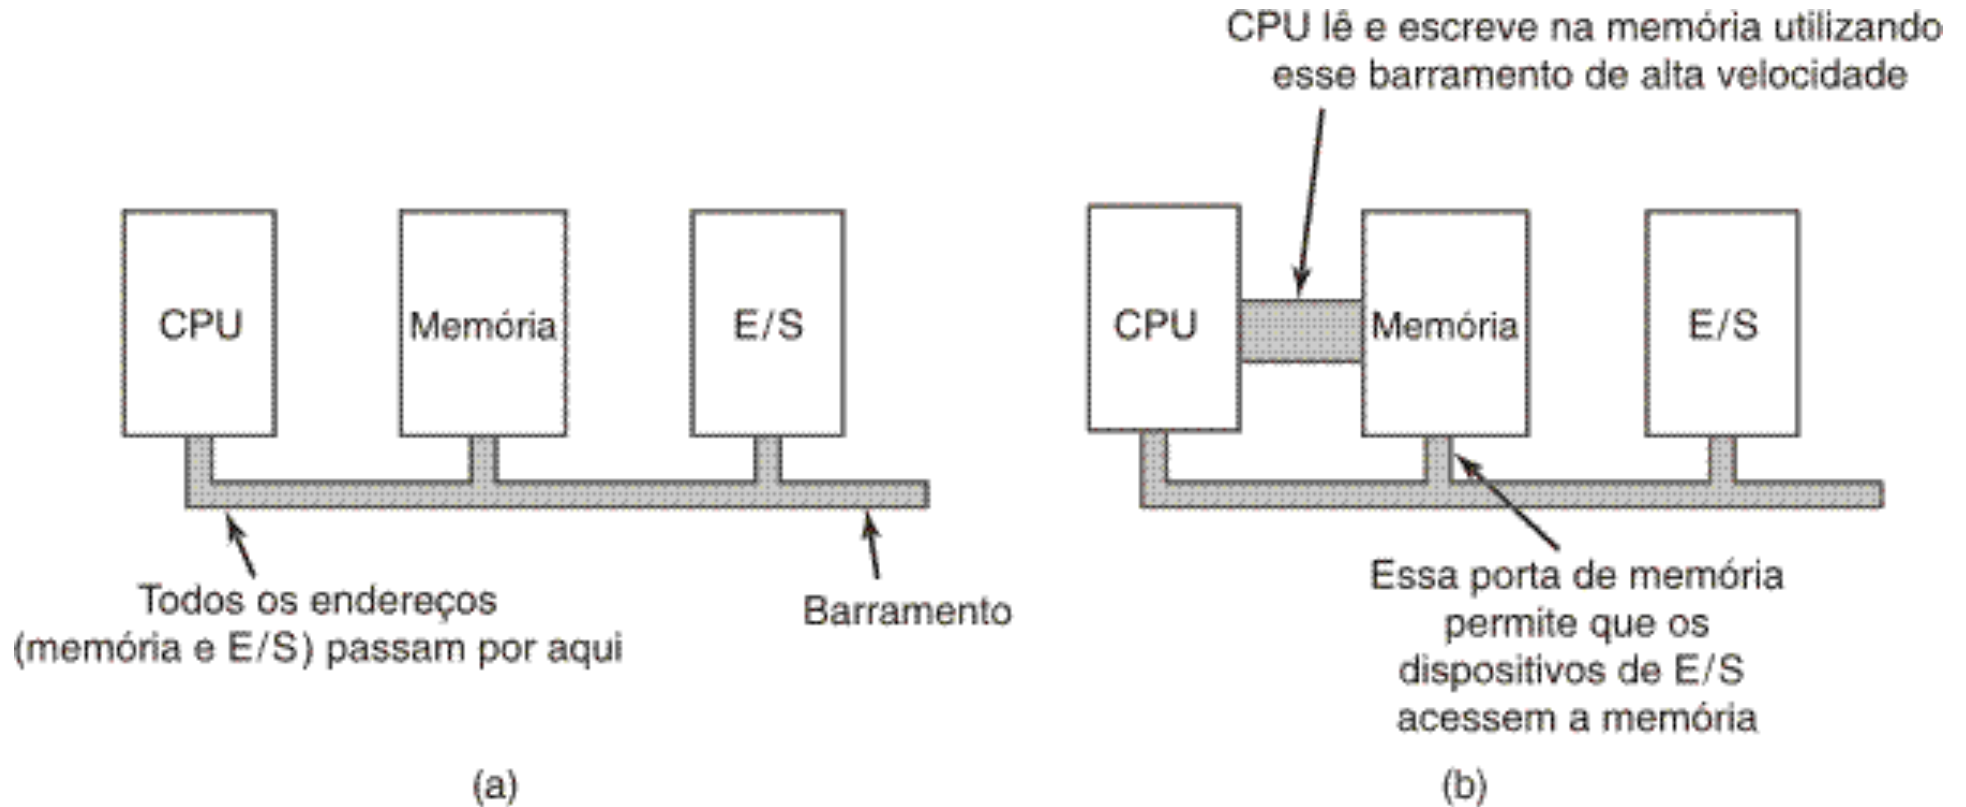 CPU
Memória
E/S
Todos os endereços
(memória e E/S) passam por aqui
Barramento
(a)
CPU lê e escreve na memória utilizando
esse barramento de alta velocidade
CPU
Memória
E/S
Essa porta de memória
permite que os
dispositivos de E/S
acessem a memória
(b)